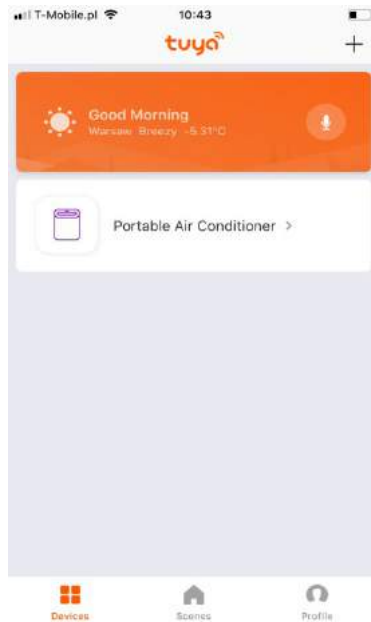 T-Mobile.pl 10:43
tuya
+
Good Morning
Warsaw Breezy -5.31°C
Portable Air Conditioner >
Devices Scenes Profile